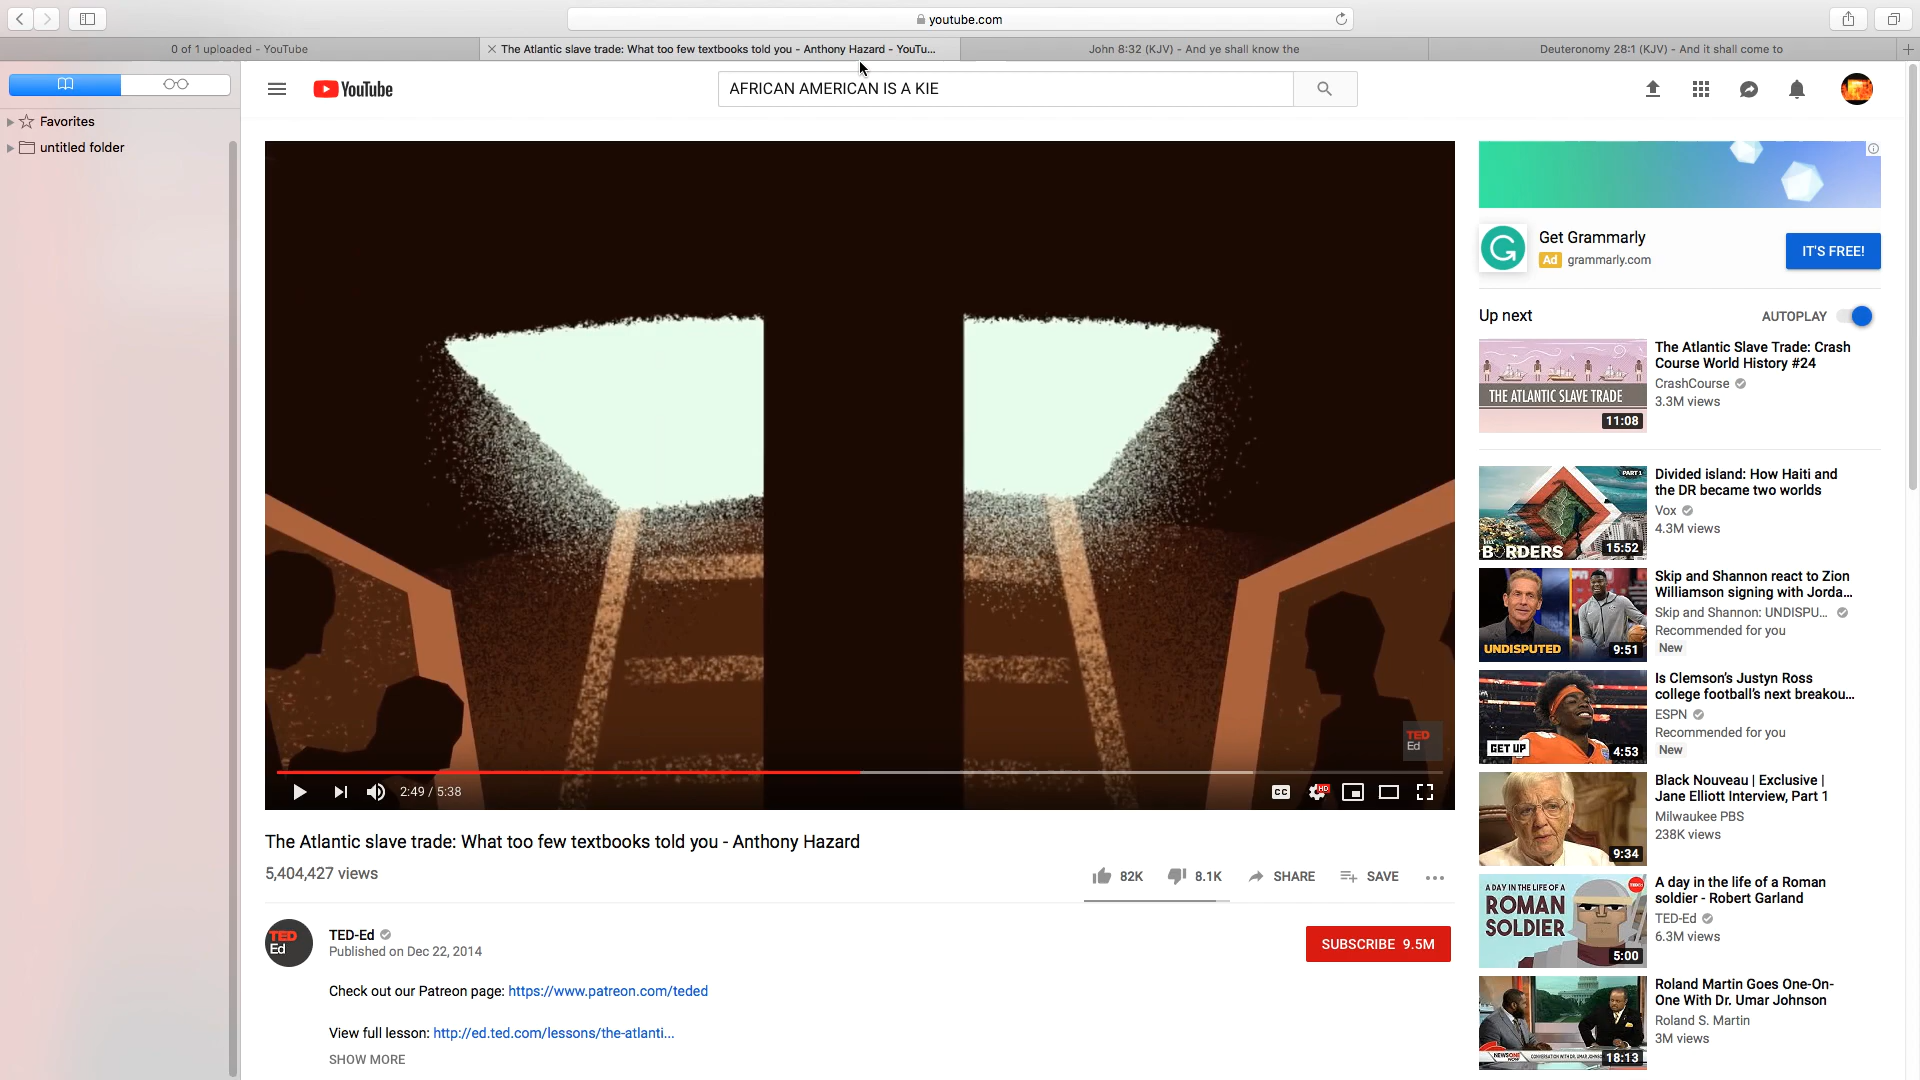 youtube.com
0 of 1 uploaded - YouTube
The Atlantic slave trade: What too few textbooks told you - Anthony Hazard - YouTu...
John 8:32 (KJV) - And ye shall know the
Deuteronomy 28:1 (KJV) - And it shall come to
Favorites
untitled folder
YouTube
AFRICAN AMERICAN IS A KIE
TED
Ed
2:49 / 5:38
CC
HD
The Atlantic slave trade: What too few textbooks told you - Anthony Hazard
5,404,427 views
82K
8.1K
SHARE
SAVE
TED
Ed
TED-Ed
Published on Dec 22, 2014
SUBSCRIBE 9.5M
Check out our Patreon page: https://www.patreon.com/teded
View full lesson: http://ed.ted.com/lessons/the-atlanti...
SHOW MORE
Get Grammarly
Ad grammarly.com
IT'S FREE!
Up next
AUTOPLAY
THE ATLANTIC SLAVE TRADE
11:08
The Atlantic Slave Trade: Crash
Course World History #24
CrashCourse
3.3M views
PART 1
BORDERS
15:52
Divided island: How Haiti and
the DR became two worlds
Vox
4.3M views
UNDISPUTED
9:51
Skip and Shannon react to Zion
Williamson signing with Jorda...
Skip and Shannon: UNDISPU...
Recommended for you
New
GET UP
4:53
Is Clemson's Justyn Ross
college football's next breakou...
ESPN
Recommended for you
New
9:34
Black Nouveau | Exclusive |
Jane Elliott Interview, Part 1
Milwaukee PBS
238K views
A DAY IN THE LIFE OF A
ROMAN
SOLDIER
5:00
A day in the life of a Roman
soldier - Robert Garland
TED-Ed
6.3M views
18:13
Roland Martin Goes One-On-
One With Dr. Umar Johnson
Roland S. Martin
3M views